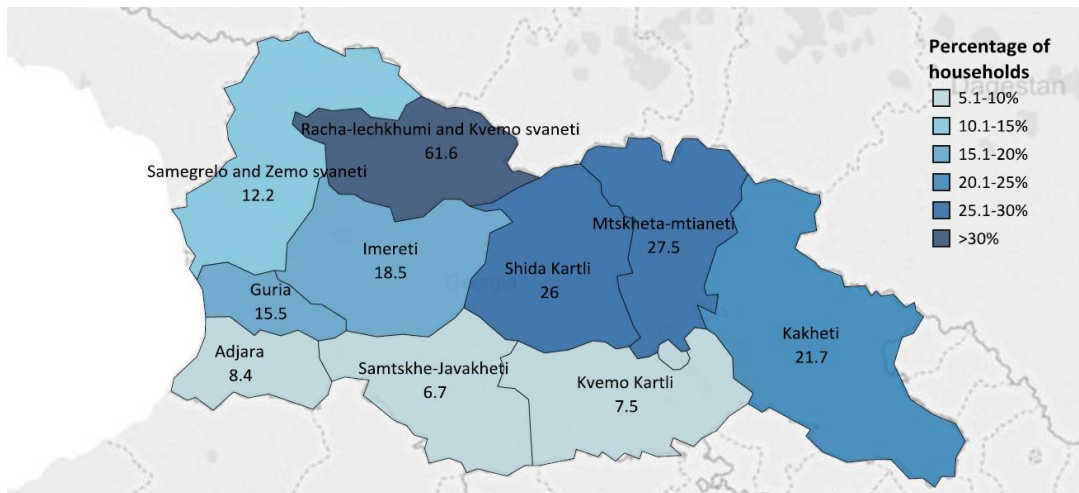 Percentage of
households
5.1-10%
10.1-15%
15.1-20%
20.1-25%
25.1-30%
>30%
Dagestan
Racha-lechkhumi and Kvemo svaneti
61.6
Samegrelo and Zemo svaneti
12.2
Mtskheta-mtianeti
27.5
Imereti
18.5
Shida Kartli
26
Georgia
Guria
15.5
Kakheti
21.7
Adjara
8.4
Samtskhe-Javakheti
6.7
Kvemo Kartli
7.5